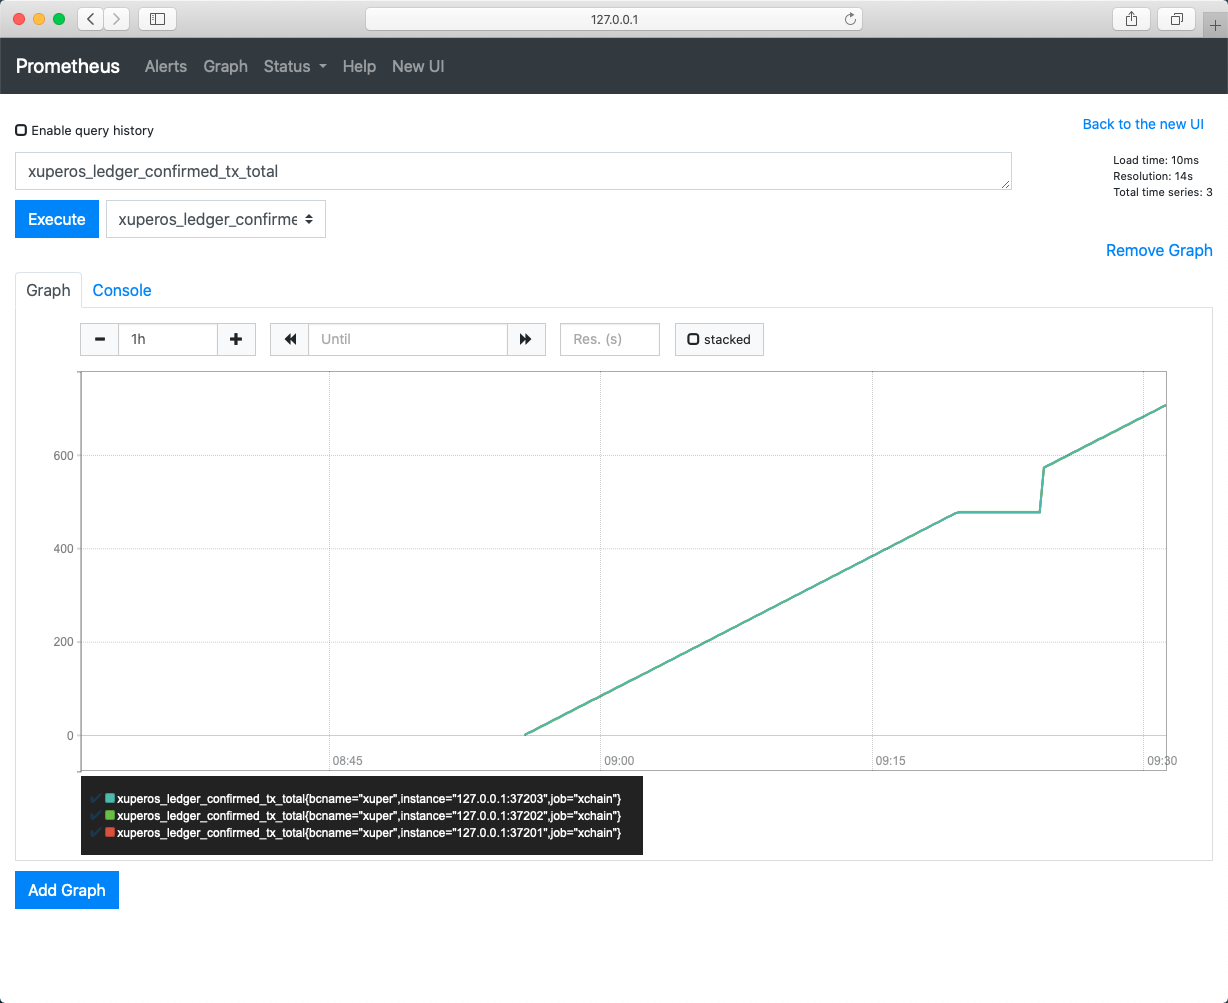 127.0.0.1
Prometheus Alerts Graph Status Help New UI
Enable query history
Back to the new UI
xuperos_ledger_confirmed_tx_total
Load time: 10ms
Resolution: 14s
Total time series: 3
Execute xuperos_ledger_confirme
Remove Graph
Graph Console
1h Until Res. (s) stacked
600
400
200
0
08:45 09:00 09:15 09:30
xuperos_ledger_confirmed_tx_total{bcname="xuper",instance="127.0.0.1:37203",job="xchain"}
xuperos_ledger_confirmed_tx_total{bcname="xuper",instance="127.0.0.1:37202",job="xchain"}
xuperos_ledger_confirmed_tx_total{bcname="xuper",instance="127.0.0.1:37201",job="xchain"}
Add Graph